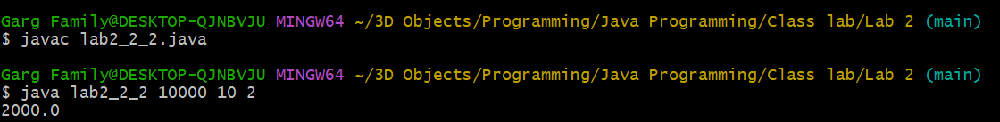 Garg Family@DESKTOP-QJNBVJU MINGW64 ~/3D Objects/Programming/Java Programming/Class lab/Lab 2 (main)
$ javac lab2_2_2.java
Garg Family@DESKTOP-QJNBVJU MINGW64 ~/3D Objects/Programming/Java Programming/Class lab/Lab 2 (main)
$ java lab2_2_2 10000 10 2
2000.0